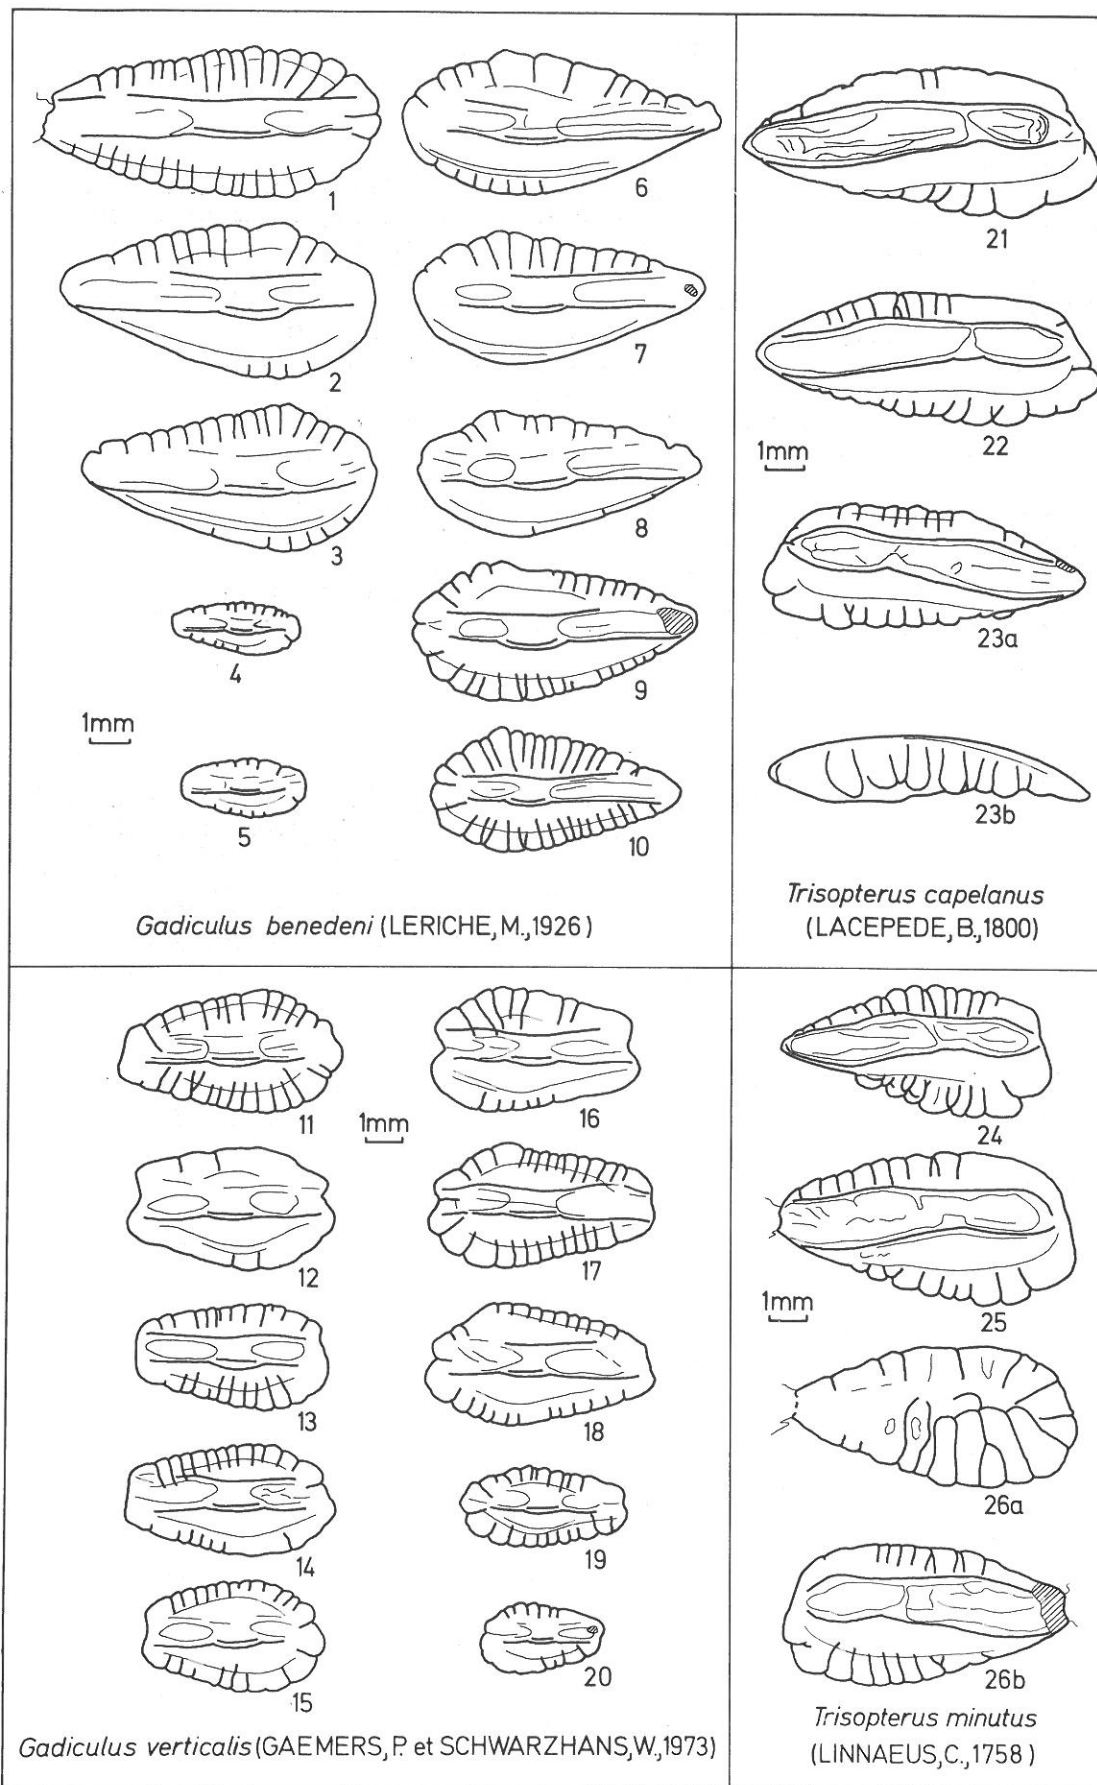 1
6
2
7
3
8
4
9
1mm
5
10
Gadiculus benedeni (LERICHE, M., 1926)
21
22
1mm
23a
23b
Trisopterus capelanus
(LACEPEDE, B., 1800)
11
16
1mm
12
17
13
18
14
19
15
20
Gadiculus verticalis (GAEMERS, P. et SCHWARZHANS, W., 1973)
24
25
1mm
26a
26b
Trisopterus minutus
(LINNAEUS, C., 1758)